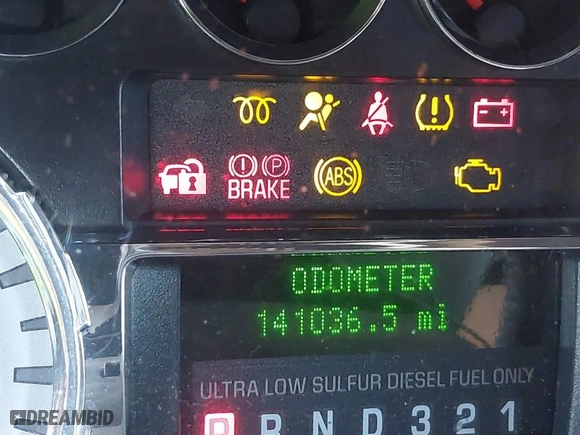 (P)
BRAKE
ABS
ODOMETER
141036.5 mi
ULTRA LOW SULFUR DIESEL FUEL ONLY
P R N D 3 2 1
DREAMBID